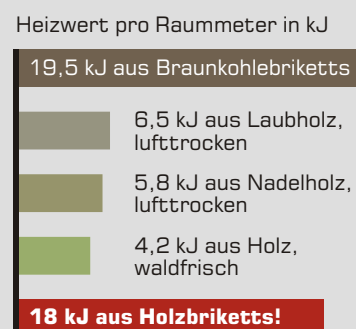 Heizwert pro Raummeter in kJ
19,5 kJ aus Braunkohlebriketts
6,5 kJ aus Laubholz,
lufttrocken
5,8 kJ aus Nadelholz,
lufttrocken
4,2 kJ aus Holz,
waldfrisch
18 kJ aus Holzbriketts!